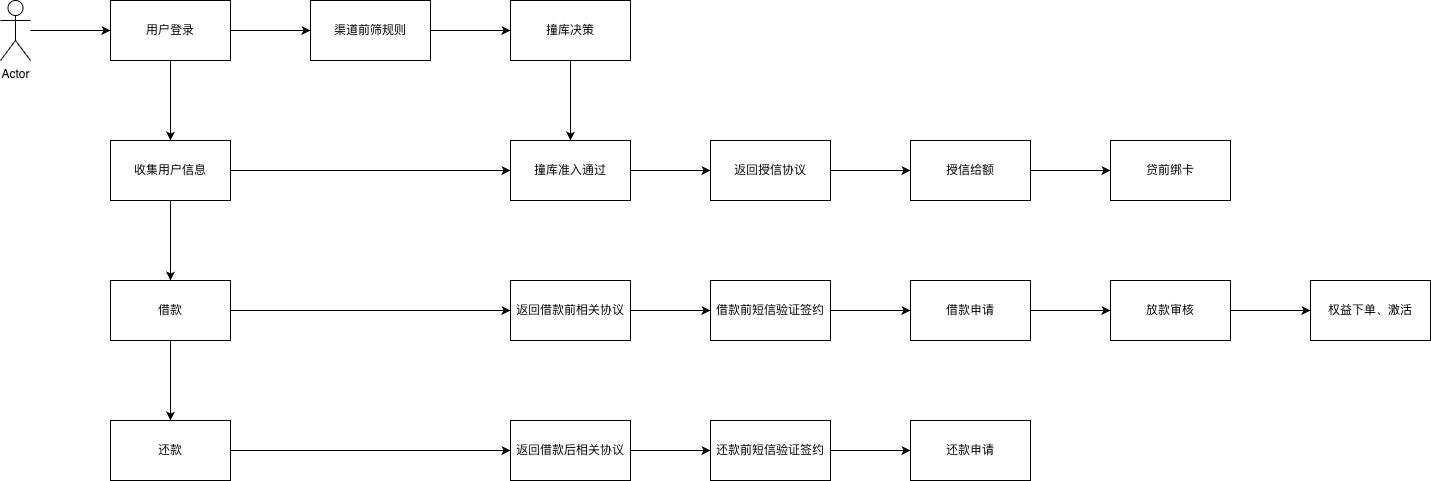 用户登录
渠道前筛规则
撞库决策
Actor
收集用户信息
撞库准入通过
返回授信协议
授信给额
贷前绑卡
借款
返回借款前相关协议
借款前短信验证签约
借款申请
放款审核
权益下单、激活
还款
返回借款后相关协议
还款前短信验证签约
还款申请